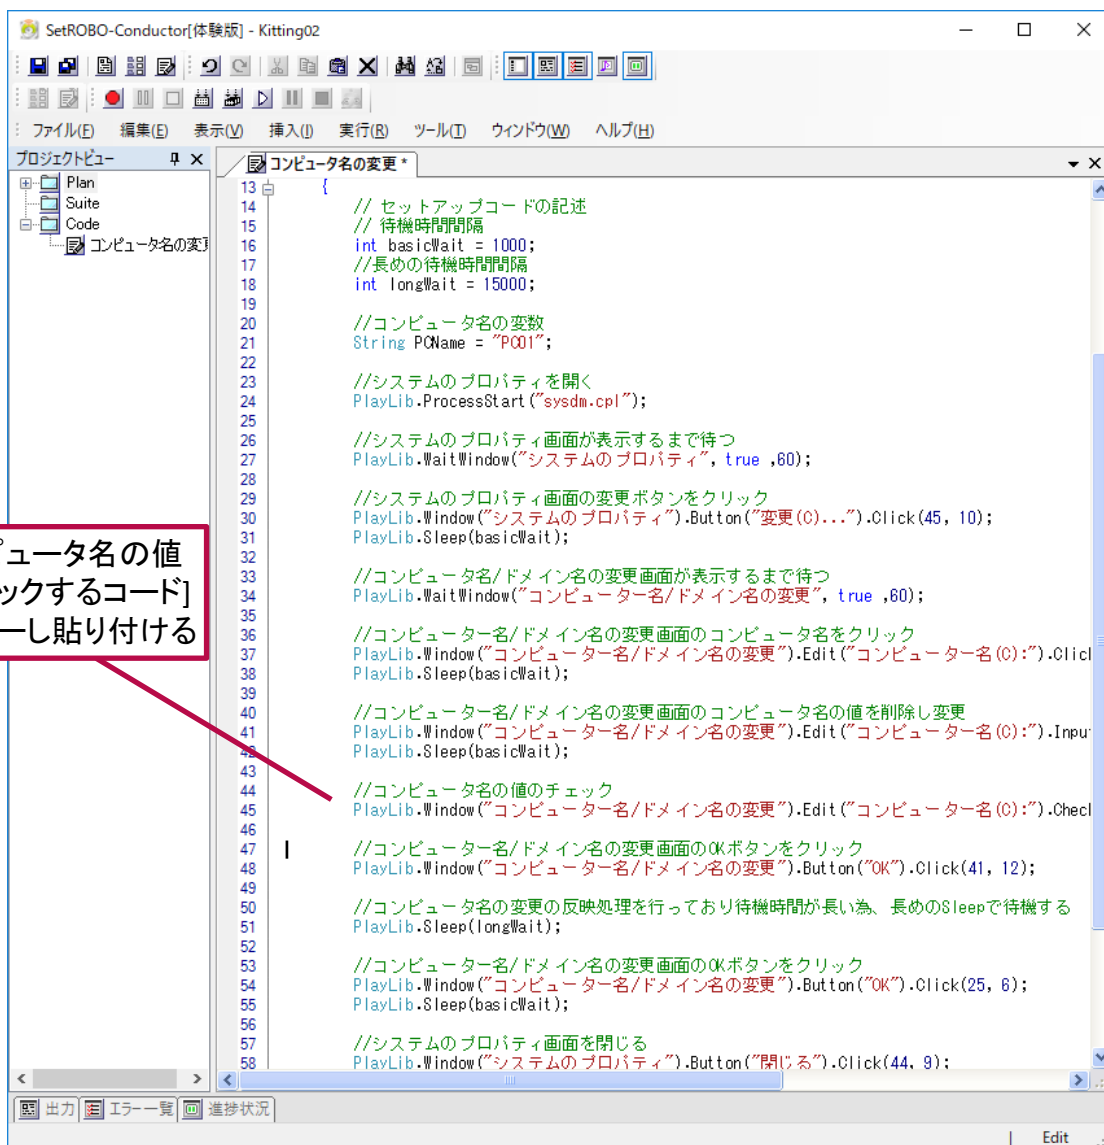 SetROBO-Conductor[体験版] - Kitting02
ファイル(F) 編集(E) 表示(V) 挿入(I) 実行(R) ツール(T) ウィンドウ(W) ヘルプ(H)
プロジェクトビュー
Plan
Suite
Code
コンピュータ名の変更
コンピュータ名の変更 *
13 {
14 // セットアップコードの記述
15 // 待機時間間隔
16 int basicWait = 1000;
17 //長めの待機時間間隔
18 int longWait = 15000;
19
20 //コンピュータ名の変数
21 String PCName = "PC01";
22
23 //システムのプロパティを開く
24 PlayLib.ProcessStart("sysdm.cpl");
25
26 //システムのプロパティ画面が表示するまで待つ
27 PlayLib.WaitWindow("システムのプロパティ", true ,60);
28
29 //システムのプロパティ画面の変更ボタンをクリック
30 PlayLib.Window("システムのプロパティ").Button("変更(C)...").Click(45, 10);
31 PlayLib.Sleep(basicWait);
32
33 //コンピュータ名/ドメイン名の変更画面が表示するまで待つ
34 PlayLib.WaitWindow("コンピューター名/ドメイン名の変更", true ,60);
35
36 //コンピューター名/ドメイン名の変更画面のコンピュータ名をクリック
37 PlayLib.Window("コンピューター名/ドメイン名の変更").Edit("コンピューター名(C):").Clicl
38 PlayLib.Sleep(basicWait);
39
40 //コンピューター名/ドメイン名の変更画面のコンピュータ名の値を削除し変更
41 PlayLib.Window("コンピューター名/ドメイン名の変更").Edit("コンピューター名(C):").Inpu
42 PlayLib.Sleep(basicWait);
43
44 //コンピュータ名の値のチェック
45 PlayLib.Window("コンピューター名/ドメイン名の変更").Edit("コンピューター名(C):").Checl
46
47 //コンピューター名/ドメイン名の変更画面のOKボタンをクリック
48 PlayLib.Window("コンピューター名/ドメイン名の変更").Button("OK").Click(41, 12);
49
50 //コンピュータ名の変更の反映処理を行っており待機時間が長い為、長めのSleepで待機する
51 PlayLib.Sleep(longWait);
52
53 //コンピューター名/ドメイン名の変更画面のOKボタンをクリック
54 PlayLib.Window("コンピューター名/ドメイン名の変更").Button("OK").Click(25, 6);
55 PlayLib.Sleep(basicWait);
56
57 //システムのプロパティ画面を閉じる
58 PlayLib.Window("システムのプロパティ").Button("閉じる").Click(44, 9);
ピュータ名の値
ックするコード]
ーし貼り付ける
出力 エラー一覧 進捗状況
Edit